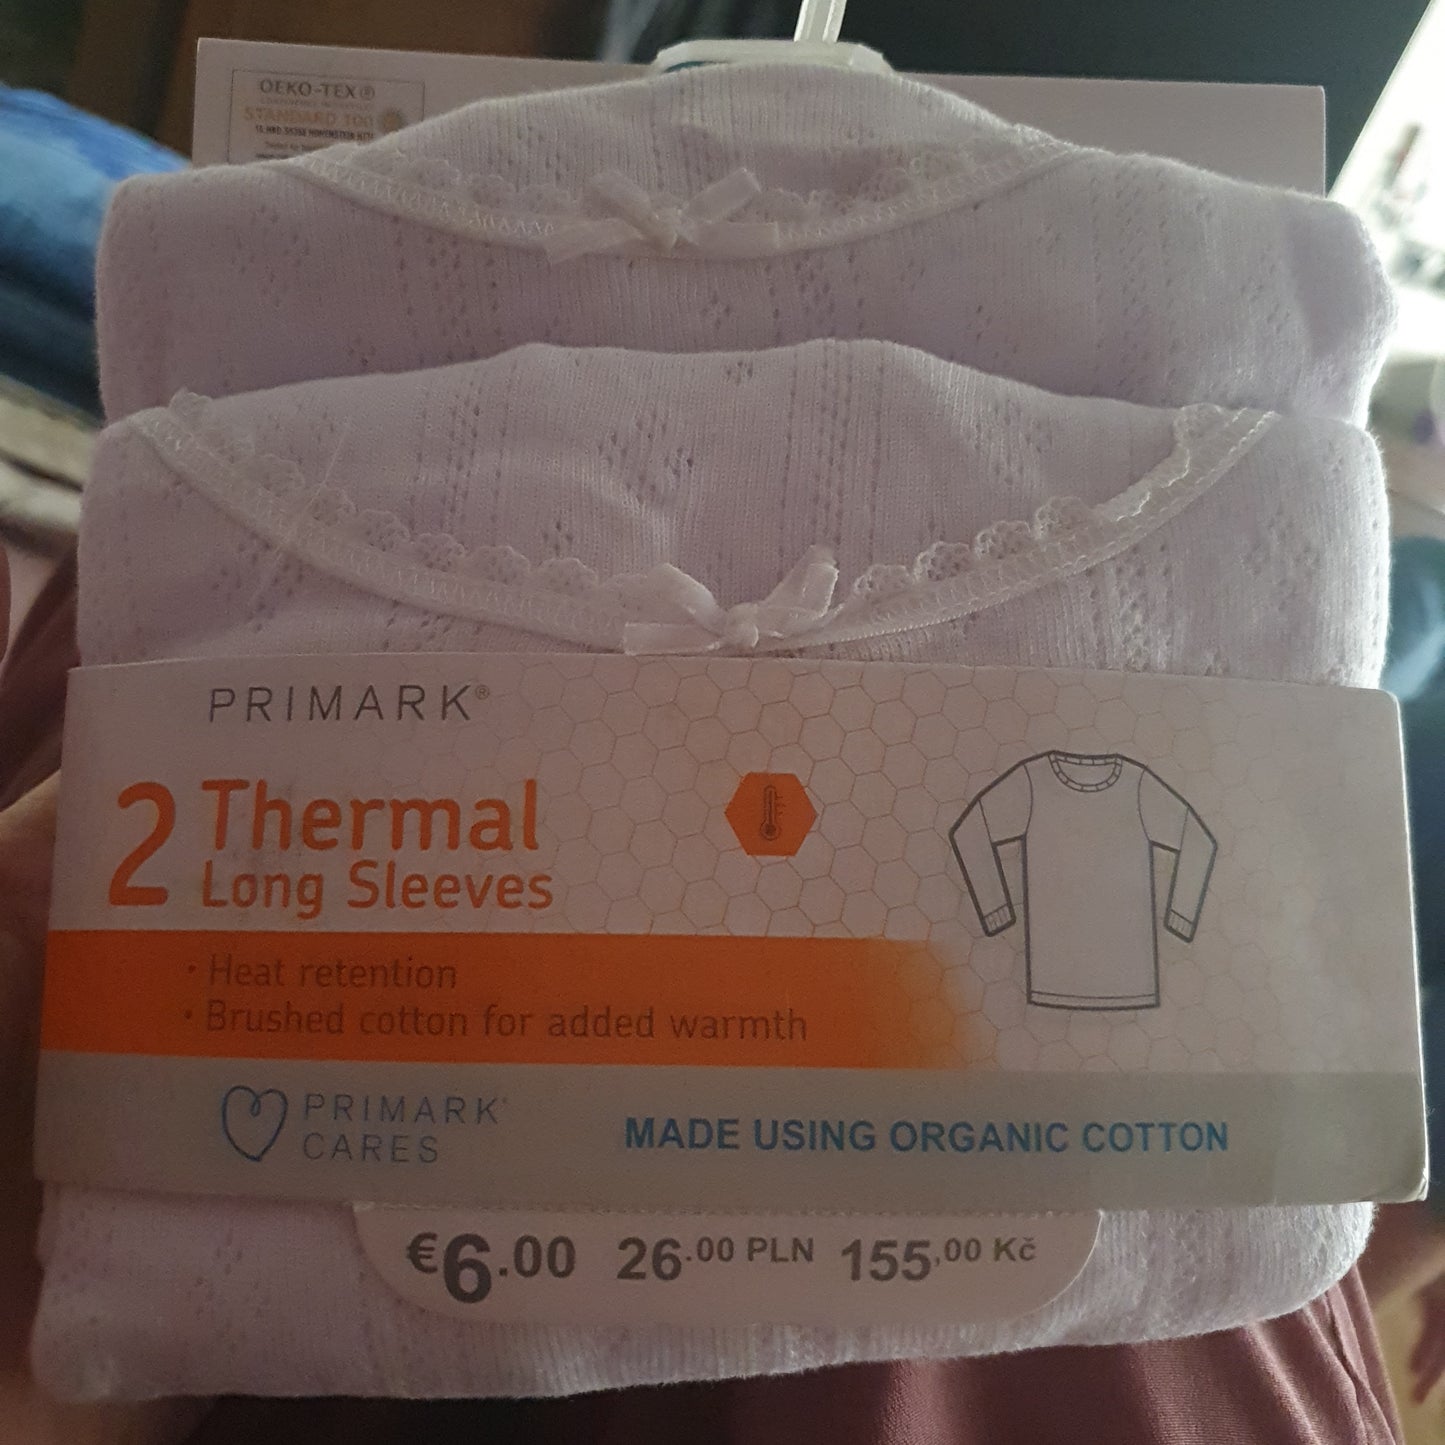 OEKO-TEX®
STANDARD 100
PRIMARK®
2 Thermal
Long Sleeves
• Heat retention
• Brushed cotton for added warmth
PRIMARK
CARES
MADE USING ORGANIC COTTON
€6.00 26.00 PLN 155,00 Kč